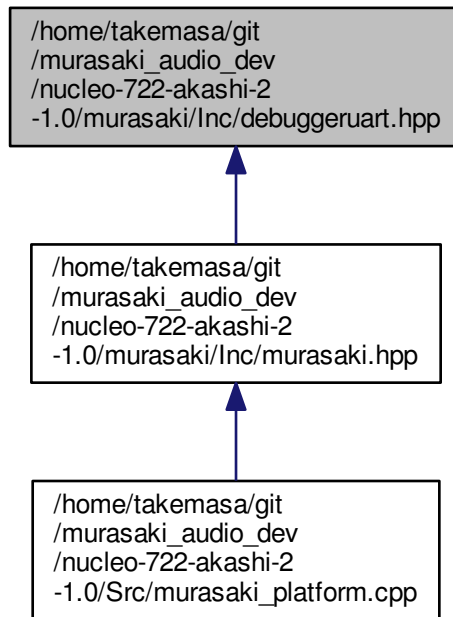 /home/takemasa/git
/murasaki_audio_dev
/nucleo-722-akashi-2
-1.0/murasaki/Inc/debuggeruart.hpp
/home/takemasa/git
/murasaki_audio_dev
/nucleo-722-akashi-2
-1.0/murasaki/Inc/murasaki.hpp
/home/takemasa/git
/murasaki_audio_dev
/nucleo-722-akashi-2
-1.0/Src/murasaki_platform.cpp